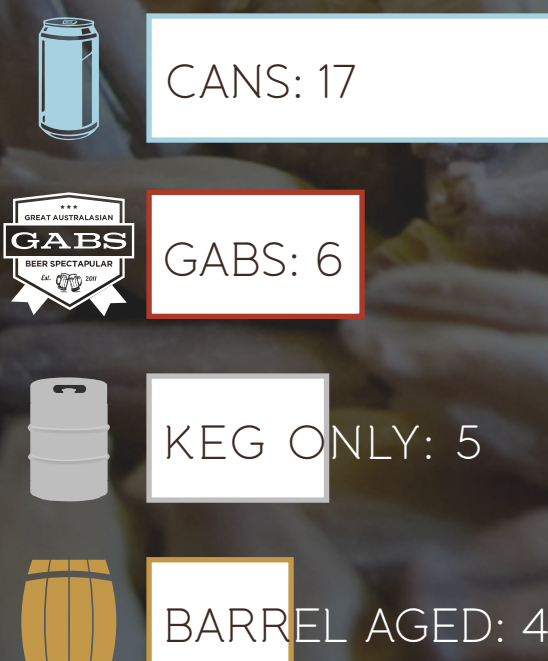 CANS: 17
★★★
GREAT AUSTRALASIAN
GABS
BEER SPECTAPULAR
Est. 2011
GABS: 6
KEG ONLY: 5
BARREL AGED: 4